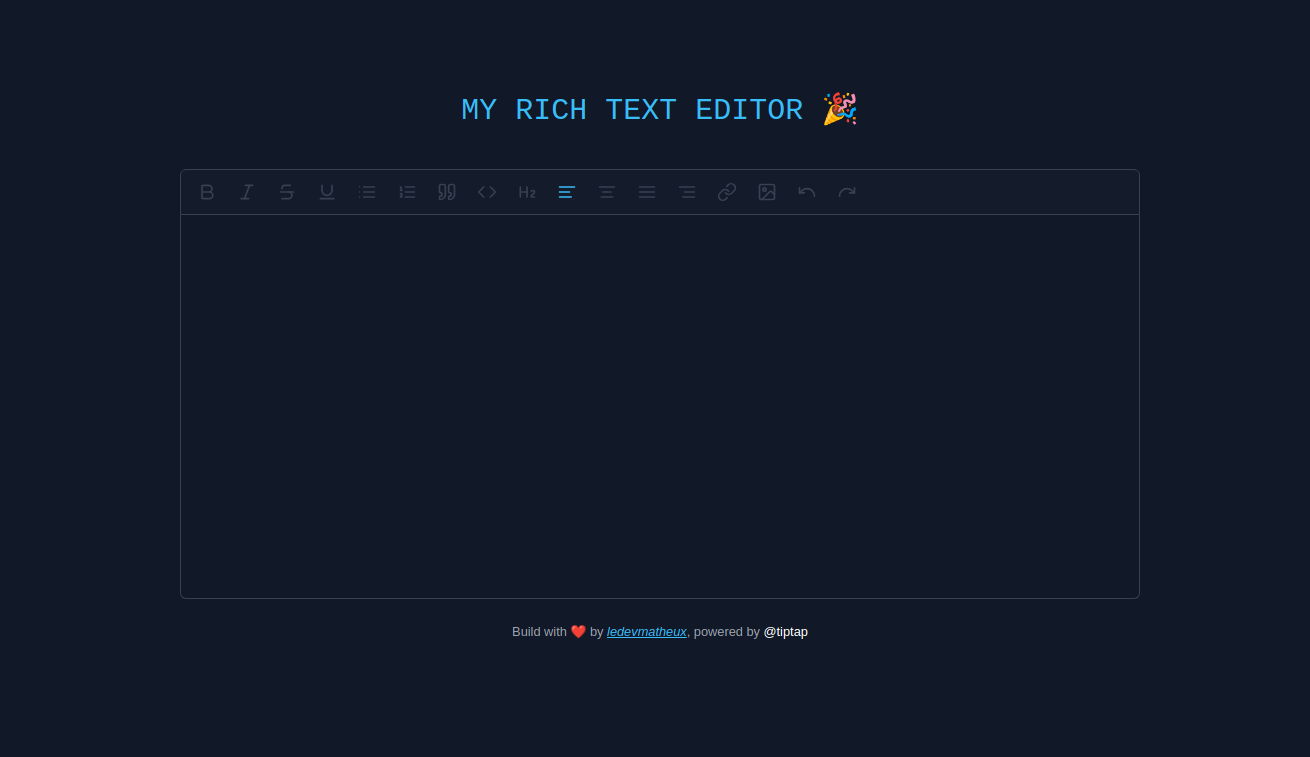 MY RICH TEXT EDITOR 🎉
H2
Build with ❤️ by ledevmatheux, powered by @tiptap